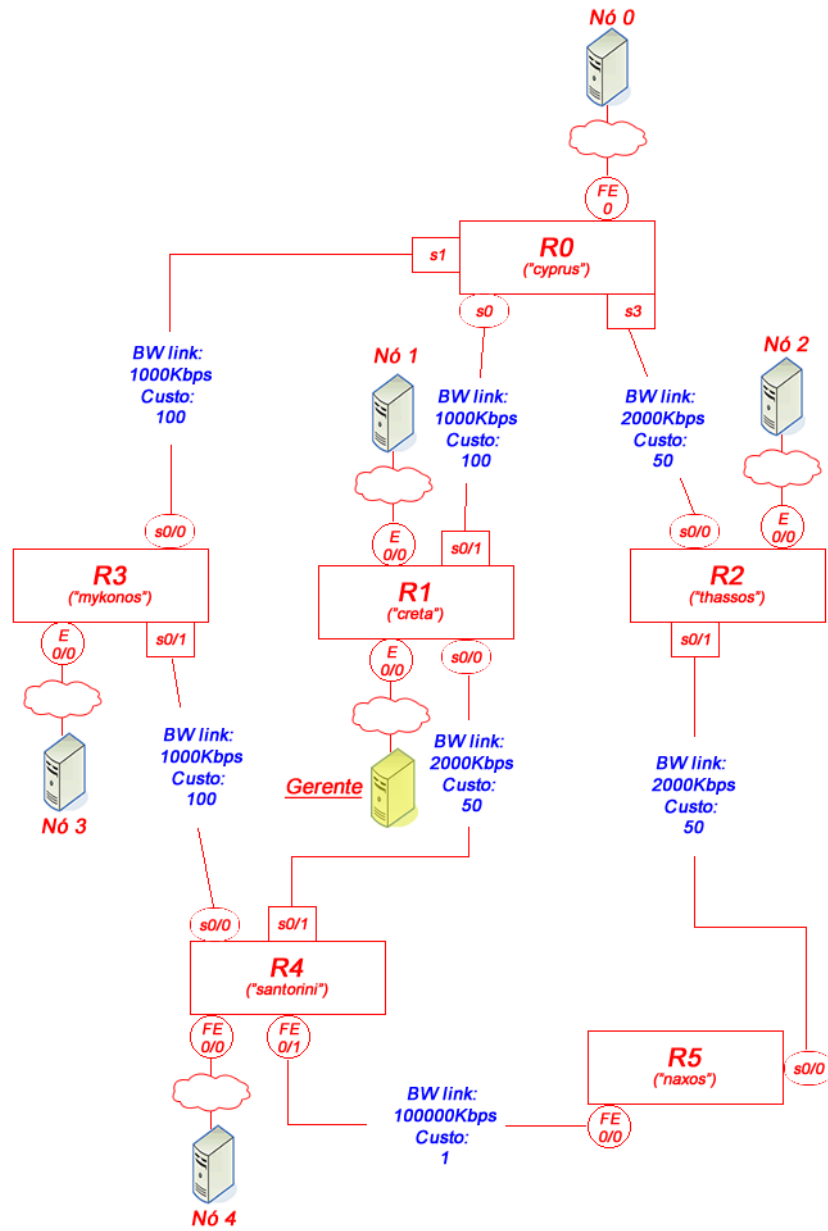 Nó 0
FE
0
R0
("cyprus")
s1
s0
s3
BW link:
1000Kbps
Custo:
100
Nó 1
BW link:
1000Kbps
Custo:
100
BW link:
2000Kbps
Custo:
50
Nó 2
s0/0
R3
("mykonos")
E
0/0
s0/1
Nó 3
E
0/0
s0/1
R1
("creta")
E
0/0
s0/0
Gerente
s0/0
E
0/0
R2
("thassos")
s0/1
BW link:
1000Kbps
Custo:
100
BW link:
2000Kbps
Custo:
50
BW link:
2000Kbps
Custo:
50
s0/0
s0/1
R4
("santorini")
FE
0/0
FE
0/1
Nó 4
BW link:
100000Kbps
Custo:
1
R5
("naxos")
s0/0
FE
0/0